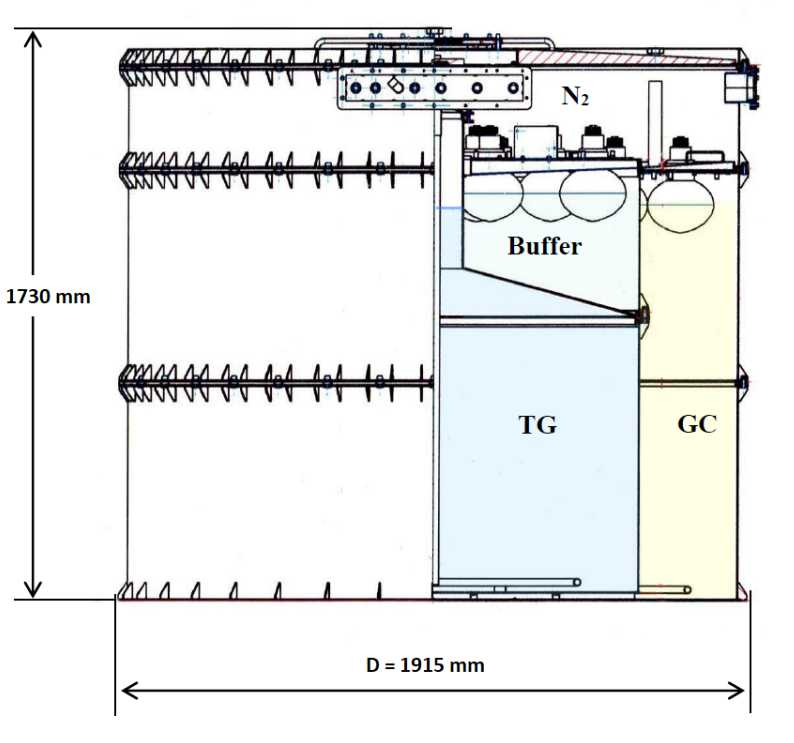 N₂
Buffer
1730 mm
TG
GC
D = 1915 mm